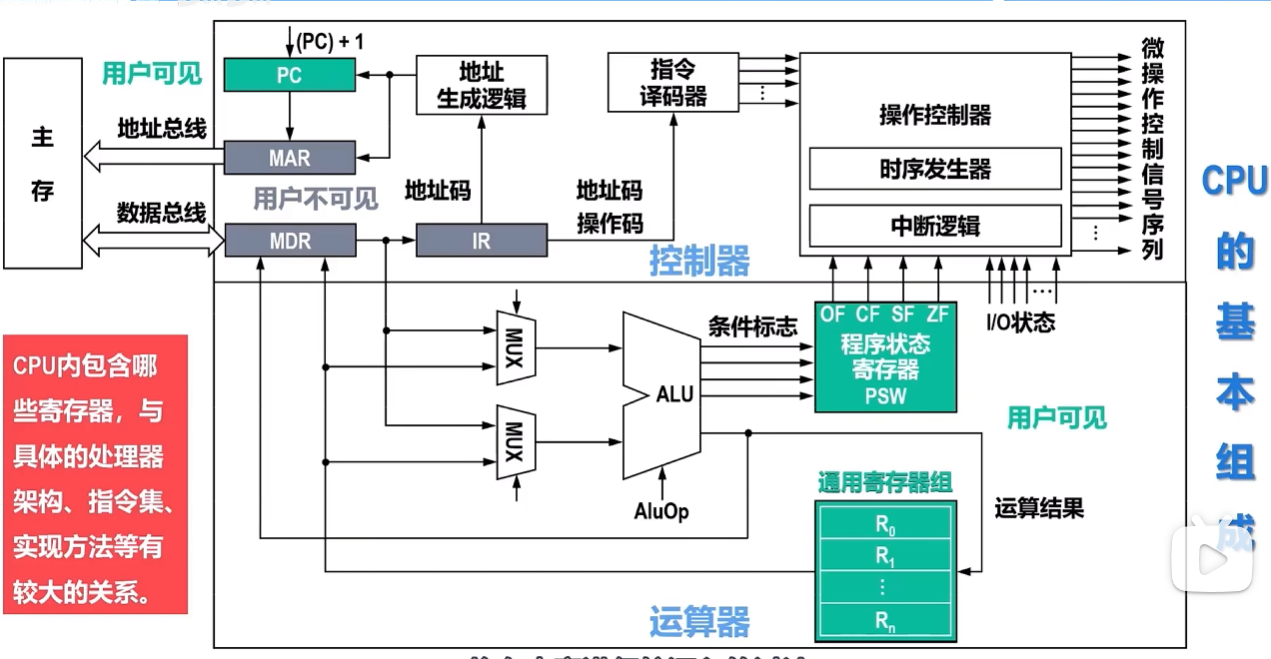 (PC) + 1
用户可见
PC
地址
生成逻辑
指令
译码器
⋮
操作控制器
时序发生器
中断逻辑
微操作控制信号序列
⋮
主存
地址总线
MAR
用户不可见
数据总线
MDR
地址码
IR
地址码
操作码
控制器
CPU的基本组成
OF CF SF ZF
程序状态
寄存器
PSW
…
I/O状态
条件标志
MUX
MUX
ALU
AluOp
用户可见
通用寄存器组
R0
R1
⋮
Rn
运算结果
运算器
CPU内包含哪
些寄存器，与
具体的处理器
架构、指令集、
实现方法等有
较大的关系。